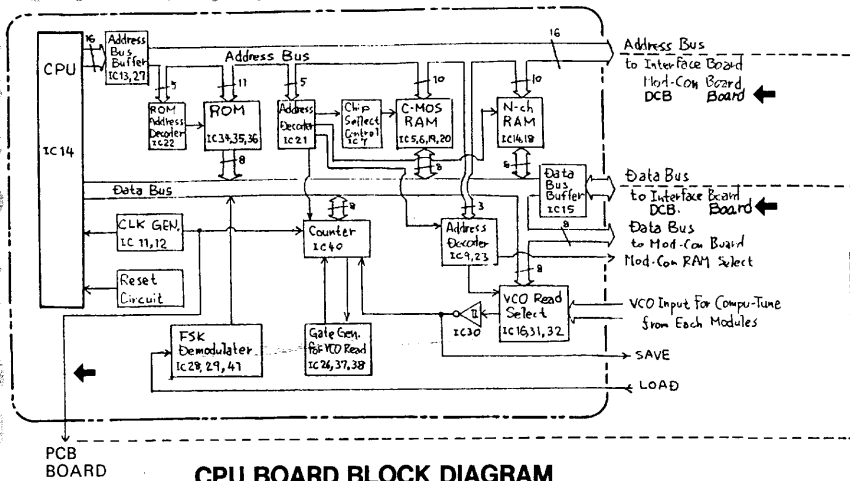 CPU
IC14
16
Address
Bus
Buffer
IC13,27
Address Bus
16
Address Bus
to Interface Board
Mod-Con Board
DCB Board
5
11
5
10
10
ROM
Address
Decoder
IC22
ROM
IC34,35,36
Address
Decoder
IC21
Chip
Sellect
Control
IC7
C-MOS
RAM
IC5,6,19,20
N-ch
RAM
IC14,18
8
8
8
Data Bus
Data
Bus
Buffer
IC15
Data Bus
to Interface Board
DCB. Board
Data Bus
8
to Mod-Con Board
Mod-Con RAM Select
CLK GEN.
IC 11,12
8
Counter
IC40
3
Address
Decoder
IC9,23
8
Reset
Circuit
VCO Read
Select
IC16,31,32
VCO Input For Compu-Tune
from Each Modules
IC30
FSK
Demodulater
IC28,29,47
Gate Gen.
for VCO Read
IC26,37,38
SAVE
LOAD
PCB
BOARD
CPU BOARD BLOCK DIAGRAM